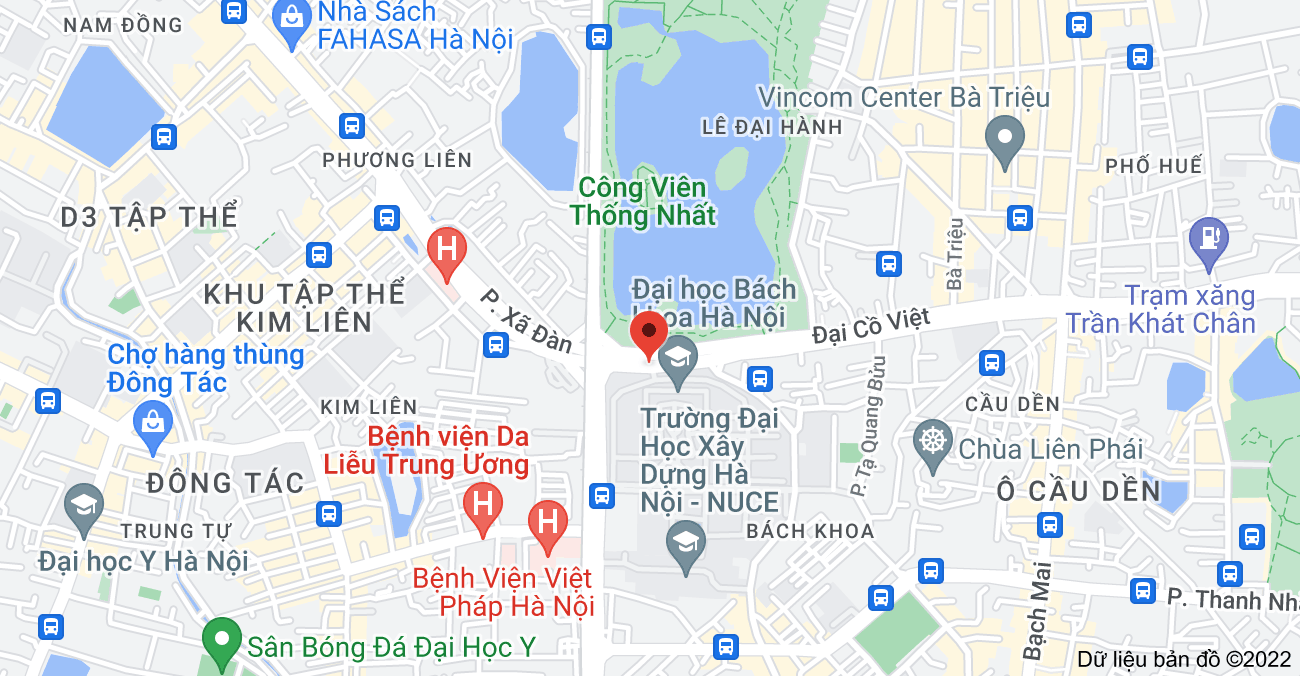 NAM ĐỒNG
Nhà Sách
FAHASA Hà Nội
Vincom Center Bà Triệu
LÊ ĐẠI HÀNH
PHƯƠNG LIÊN
PHỐ HUẾ
Công Viên
Thống Nhất
D3 TẬP THỂ
H
Bà Triệu
KHU TẬP THỂ
KIM LIÊN
P. Xã Đàn
Đại học Bách
khoa Hà Nội
Đại Cồ Việt
Trạm xăng
Trần Khát Chân
Chợ hàng thùng
Đông Tác
KIM LIÊN
P. Tạ Quang Bửu
CẦU DỀN
Bệnh viện Da
Liễu Trung Ương
Trường Đại
Học Xây
Dựng Hà
Nội - NUCE
Chùa Liên Phái
ĐÔNG TÁC
Ô CẦU DỀN
H
H
TRUNG TỰ
BÁCH KHOA
Đại học Y Hà Nội
Bệnh Viện Việt
Pháp Hà Nội
Bạch Mai
P. Thanh Nhà
Sân Bóng Đá Đại Học Y
Dữ liệu bản đồ ©2022